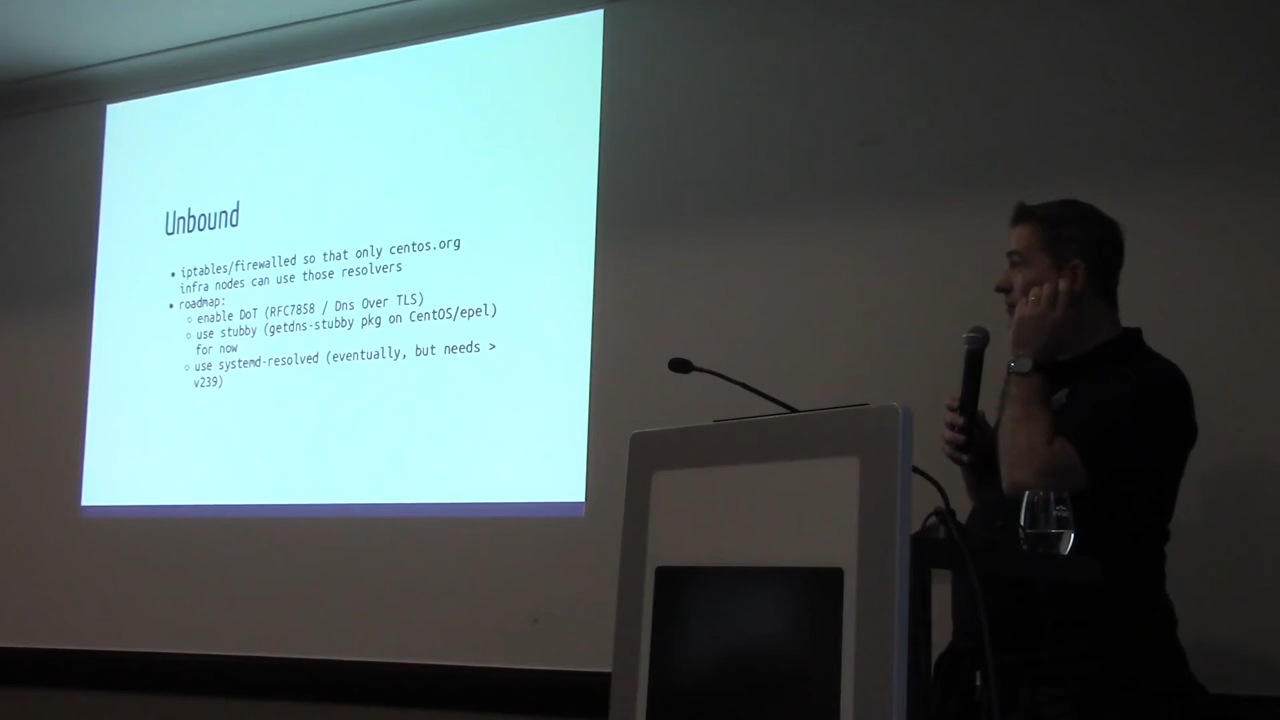 Unbound
• iptables/firewalled so that only centos.org
infra nodes can use those resolvers
• roadmap:
○ enable DoT (RFC7858 / Dns Over TLS)
○ use stubby (getdns-stubby pkg on CentOS/epel)
for now
○ use systemd-resolved (eventually, but needs >
v239)